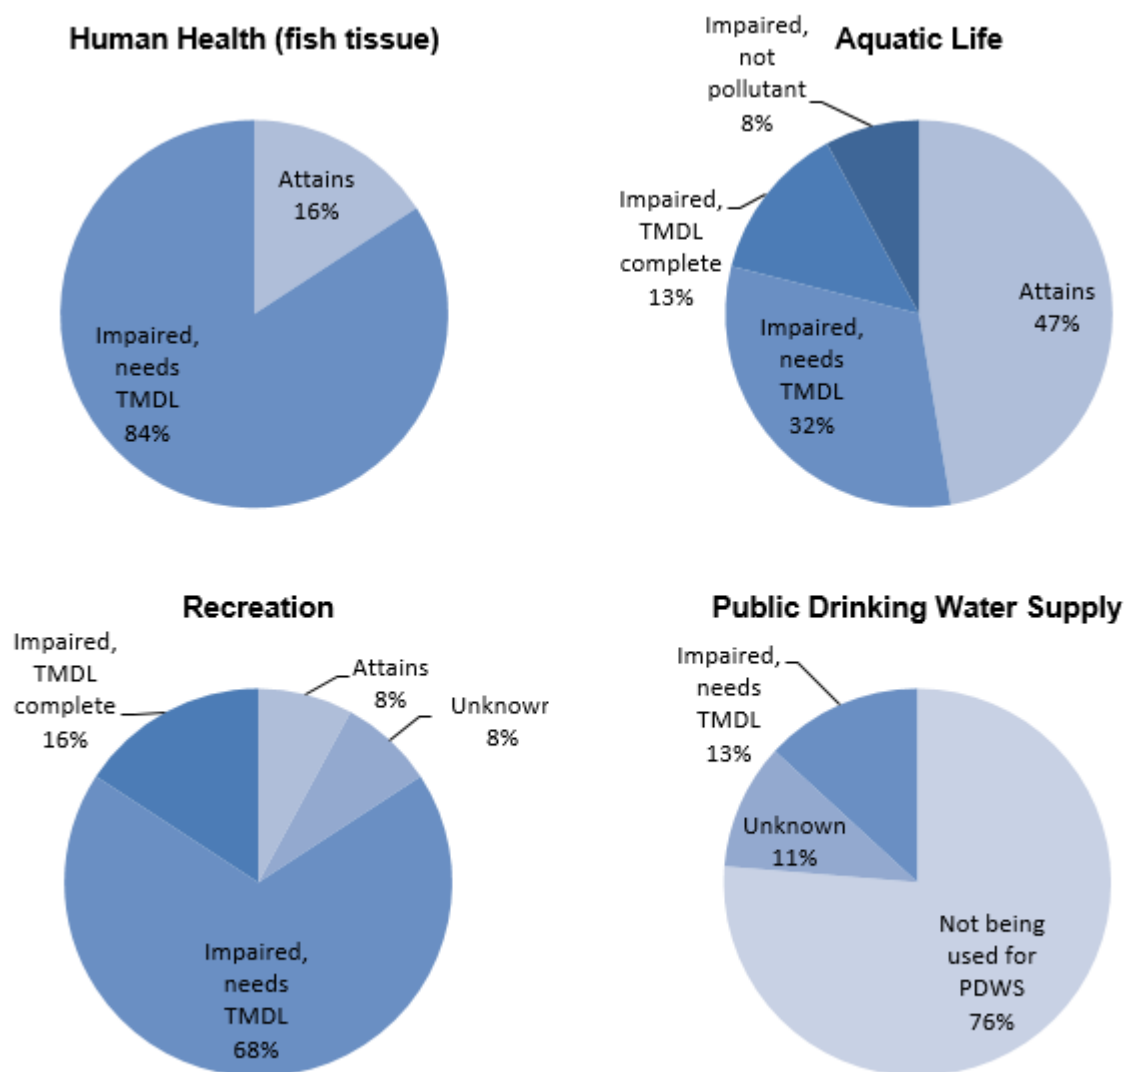 Human Health (fish tissue)
Attains
16%
Impaired,
needs
TMDL
84%
Aquatic Life
Impaired,
not
pollutant
8%
Impaired,
TMDL
complete
13%
Impaired,
needs
TMDL
32%
Attains
47%
Recreation
Impaired,
TMDL
complete
16%
Attains
8%
Unknowr
8%
Impaired,
needs
TMDL
68%
Public Drinking Water Supply
Impaired,
needs
TMDL
13%
Unknown
11%
Not being
used for
PDWS
76%